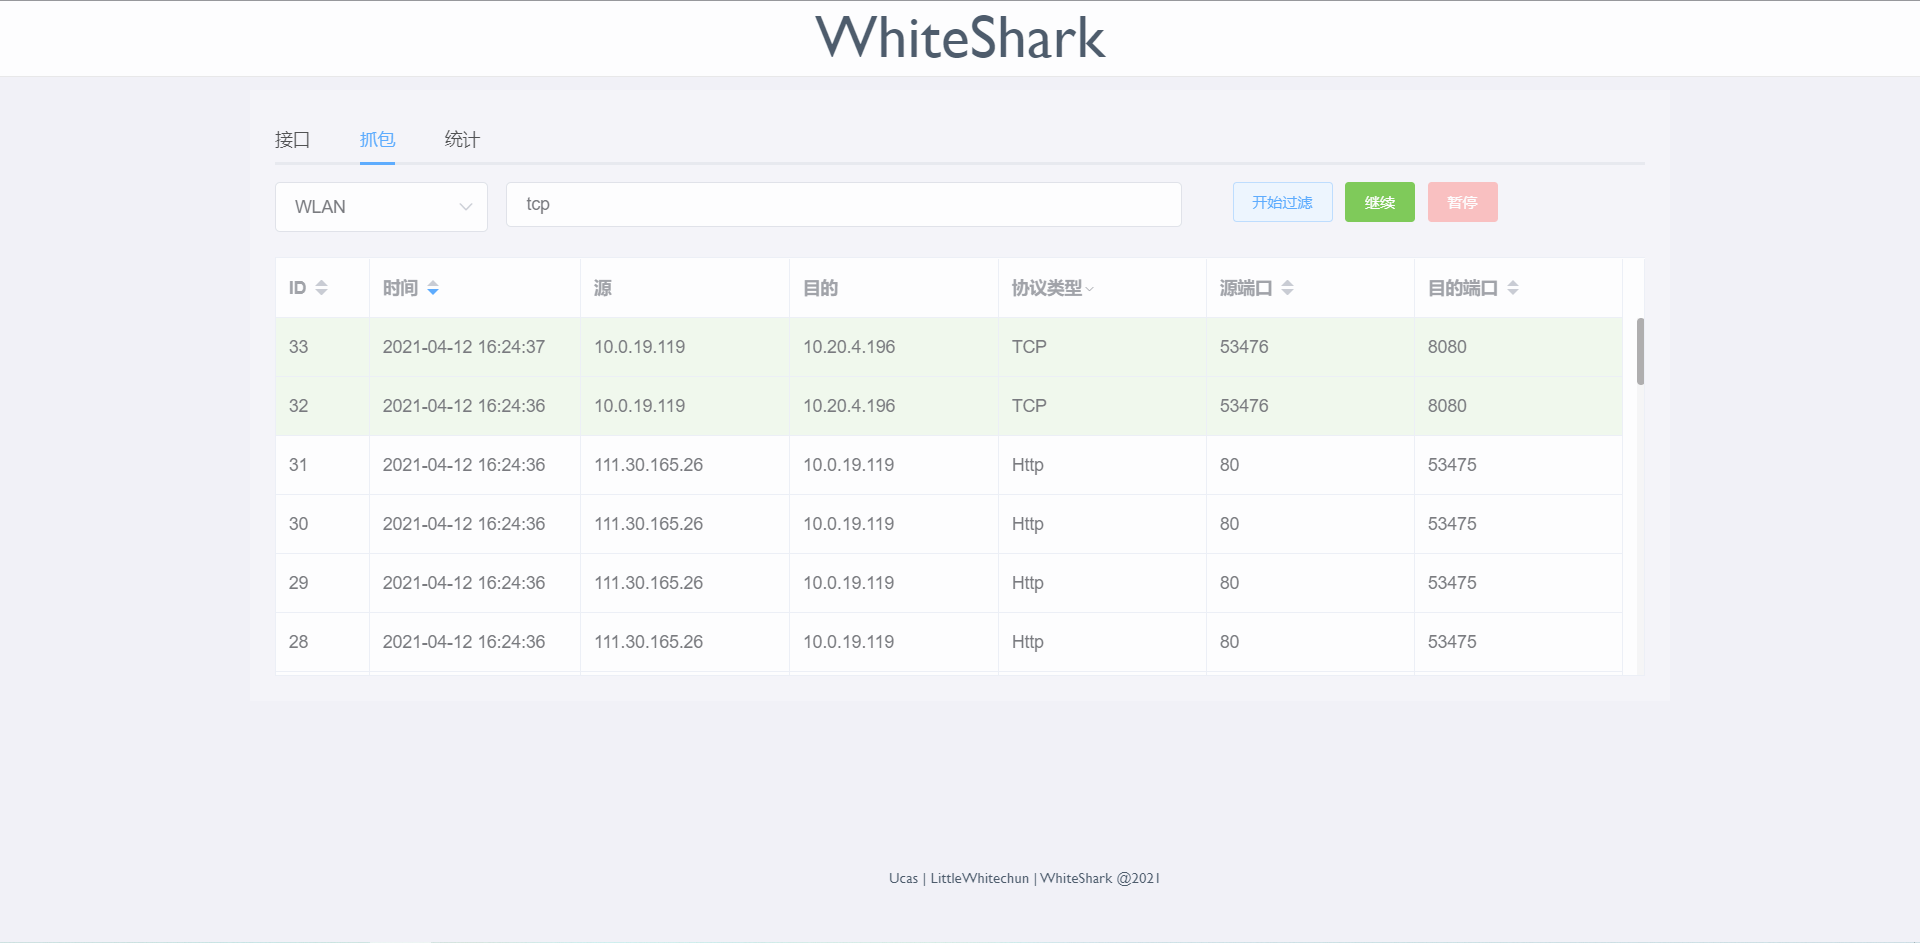 WhiteShark
接口 抓包 统计
WLAN tcp 开始过滤 继续 暂停
ID 时间 源 目的 协议类型 源端口 目的端口
33 2021-04-12 16:24:37 10.0.19.119 10.20.4.196 TCP 53476 8080
32 2021-04-12 16:24:36 10.0.19.119 10.20.4.196 TCP 53476 8080
31 2021-04-12 16:24:36 111.30.165.26 10.0.19.119 Http 80 53475
30 2021-04-12 16:24:36 111.30.165.26 10.0.19.119 Http 80 53475
29 2021-04-12 16:24:36 111.30.165.26 10.0.19.119 Http 80 53475
28 2021-04-12 16:24:36 111.30.165.26 10.0.19.119 Http 80 53475
Ucas | LittleWhitechun | WhiteShark @2021